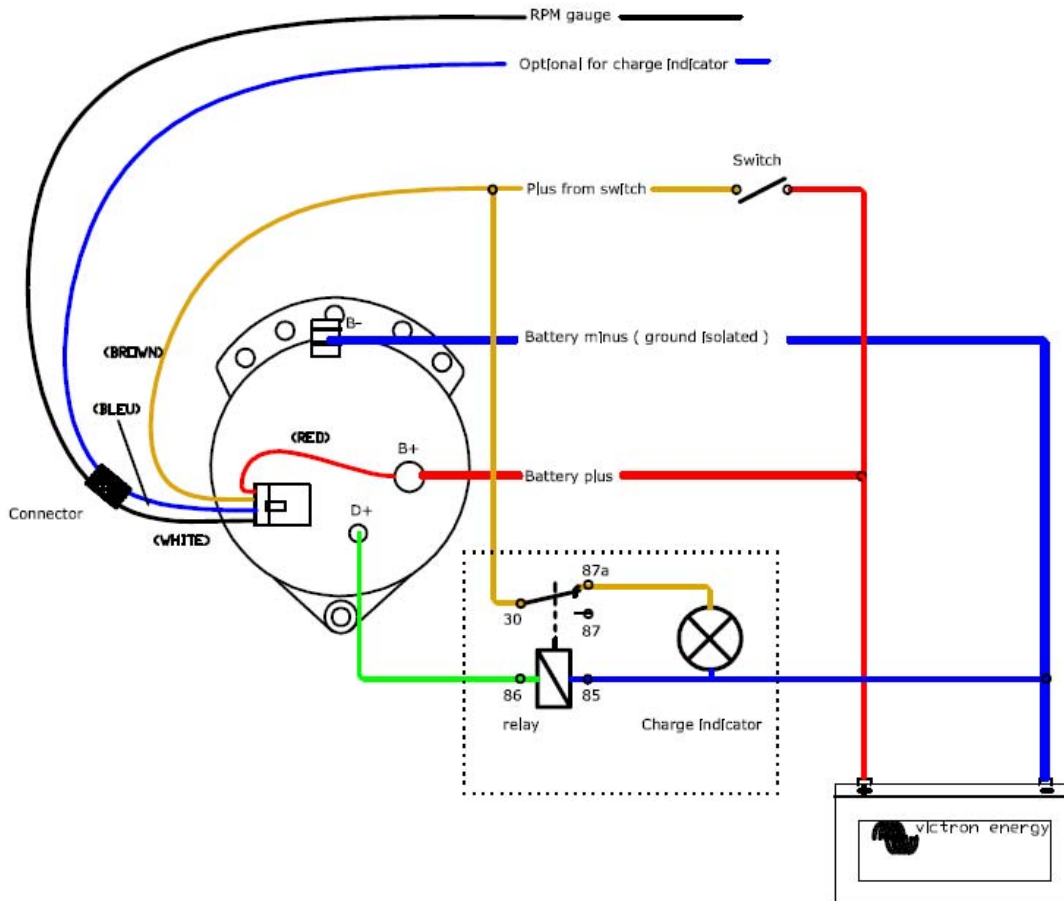 RPM gauge
Optional for charge indicator
Switch
Plus from switch
B-
Battery minus ( ground isolated )
(BROWN)
(BLEU)
(RED)
B+
Battery plus
Connector
D+
(WHITE)
87a
30
87
86
85
relay
Charge indicator
victron energy